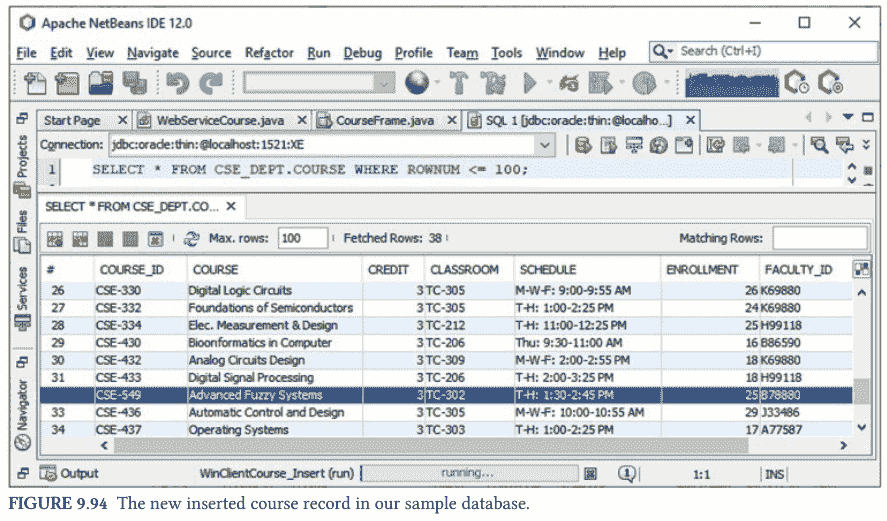 Apache NetBeans IDE 12.0
File Edit View Navigate Source Refactor Run Debug Profile Team Tools Window Help Search (Ctrl+I)
Start Page WebServiceCourse.java CourseFrame.java SQL 1 [jdbc:oracle:thin:@localho...]
Connection: jdbc:oracle:thin:@localhost:1521:XE
1 SELECT * FROM CSE_DEPT.COURSE WHERE ROWNUM <= 100;
SELECT * FROM CSE_DEPT.CO...
Max. rows: 100 Fetched Rows: 38 Matching Rows:
# COURSE_ID COURSE CREDIT CLASSROOM SCHEDULE ENROLLMENT FACULTY_ID
26 CSE-330 Digital Logic Circuits 3 TC-305 M-W-F: 9:00-9:55 AM 26 K69880
27 CSE-332 Foundations of Semiconductors 3 TC-305 T-H: 1:00-2:25 PM 24 K69880
28 CSE-334 Elec. Measurement & Design 3 TC-212 T-H: 11:00-12:25 PM 25 H99118
29 CSE-430 Bioonformatics in Computer 3 TC-206 Thu: 9:30-11:00 AM 16 B86590
30 CSE-432 Analog Circuits Design 3 TC-309 M-W-F: 2:00-2:55 PM 18 K69880
31 CSE-433 Digital Signal Processing 3 TC-206 T-H: 2:00-3:25 PM 18 H99118
CSE-549 Advanced Fuzzy Systems 3 TC-302 T-H: 1:30-2:45 PM 25 B78880
33 CSE-436 Automatic Control and Design 3 TC-305 M-W-F: 10:00-10:55 AM 29 J33486
34 CSE-437 Operating Systems 3 TC-303 T-H: 1:00-2:25 PM 17 A77587
Projects
Files
Services
Navigator
Output WinClientCourse_Insert (run) running... 1 1:1 INS
FIGURE 9.94 The new inserted course record in our sample database.